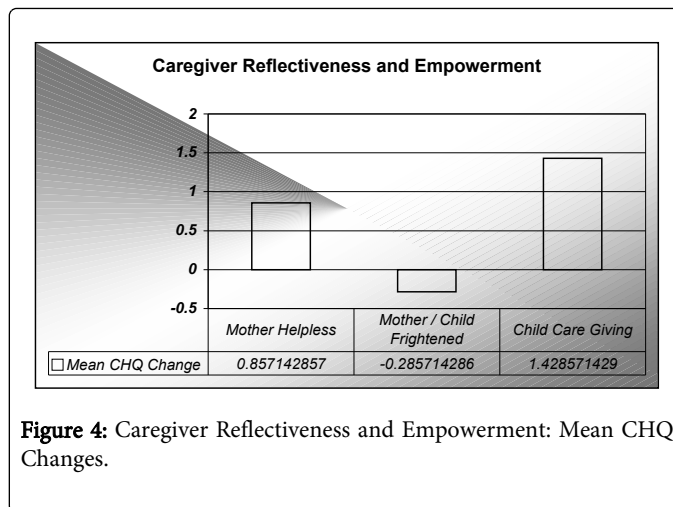 Caregiver Reflectiveness and Empowerment
2
1.5
1
0.5
0
-0.5
Mother Helpless
Mother / Child
Frightened
Child Care Giving
Mean CHQ Change
0.857142857
-0.285714286
1.428571429
Figure 4: Caregiver Reflectiveness and Empowerment: Mean CHQ
Changes.